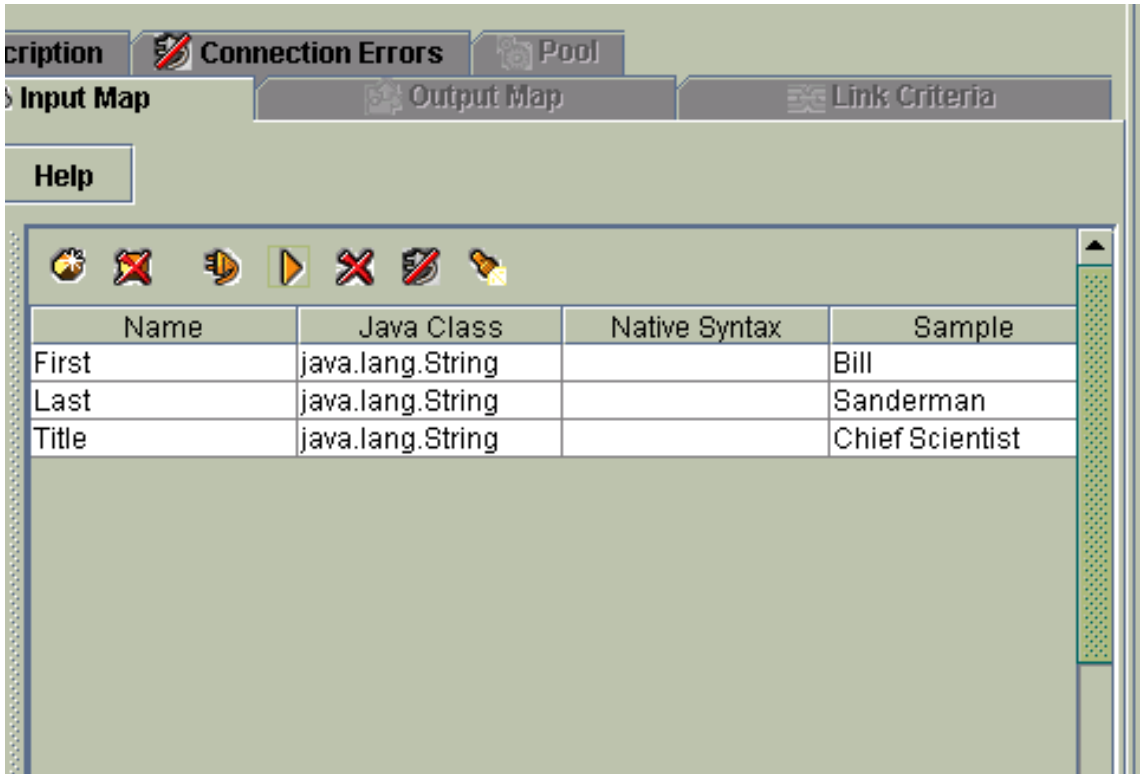 cription Connection Errors Pool
Input Map Output Map Link Criteria
Help
Name Java Class Native Syntax Sample
First java.lang.String Bill
Last java.lang.String Sanderman
Title java.lang.String Chief Scientist